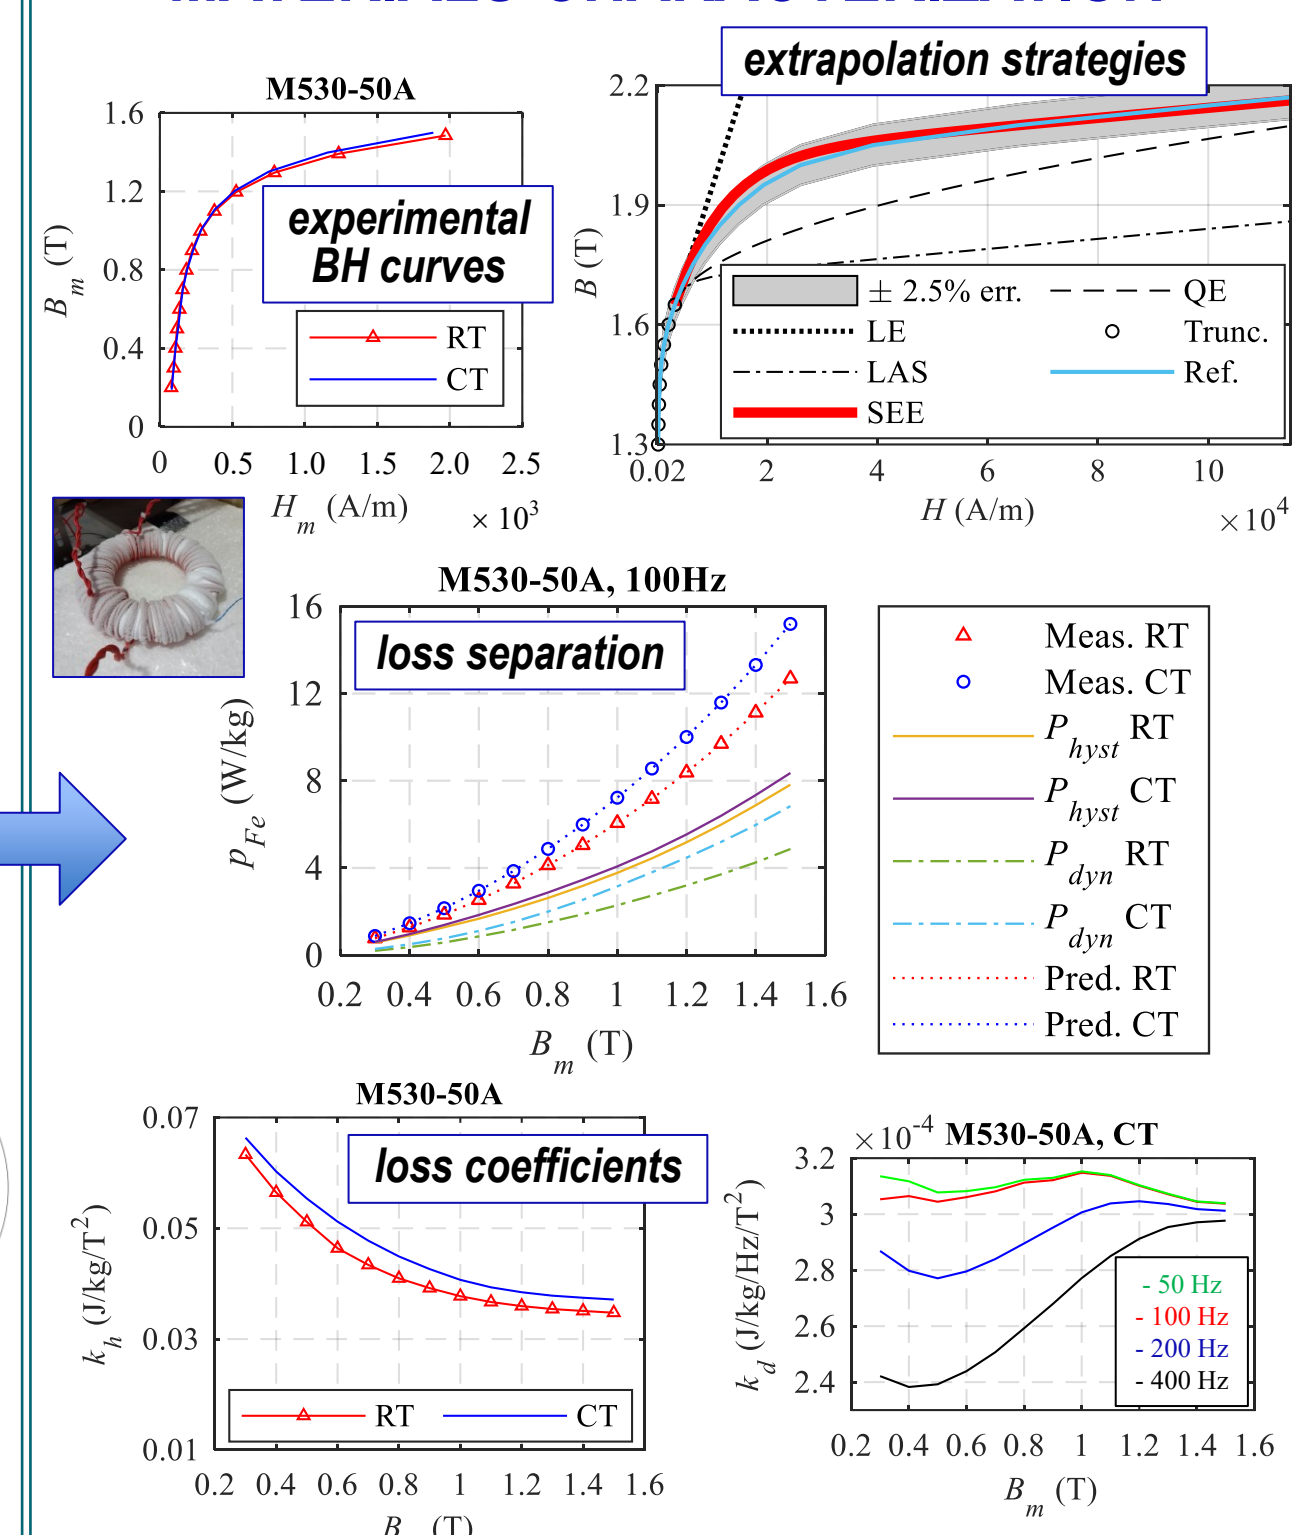 MATERIALS CHARACTERIZATION
M530-50A
1.6
1.2
0.8
0.4
0
B_m (T)
experimental
BH curves
RT
CT
0 0.5 1.0 1.5 2.0 2.5
H_m (A/m)
× 10³
extrapolation strategies
2.2
1.9
1.6
1.3
B (T)
± 2.5% err.
LE
LAS
SEE
QE
Trunc.
Ref.
0.02 2 4 6 8 10
H (A/m)
×10⁴
M530-50A, 100Hz
loss separation
16
12
8
4
0
p_Fe (W/kg)
0.2 0.4 0.6 0.8 1 1.2 1.4 1.6
B_m (T)
Meas. RT
Meas. CT
P_hyst RT
P_hyst CT
P_dyn RT
P_dyn CT
Pred. RT
Pred. CT
M530-50A
loss coefficients
0.07
0.05
0.03
0.01
k_h (J/kg/T²)
RT
CT
0.2 0.4 0.6 0.8 1 1.2 1.4 1.6
B (T)
×10⁻⁴ M530-50A, CT
3.2
3
2.8
2.6
2.4
k_d (J/kg/Hz/T²)
- 50 Hz
- 100 Hz
- 200 Hz
- 400 Hz
0.2 0.4 0.6 0.8 1 1.2 1.4 1.6
B_m (T)